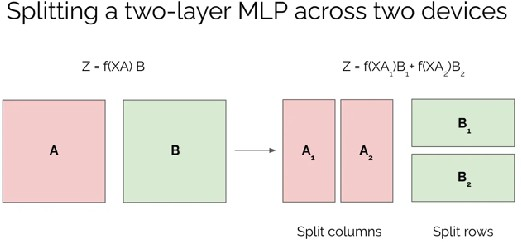 Splitting a two-layer MLP across two devices
Z = f(XA) B
Z = f(XA₁)B₁+ f(XA₂)B₂
A
B
A₁
A₂
B₁
B₂
Split columns
Split rows